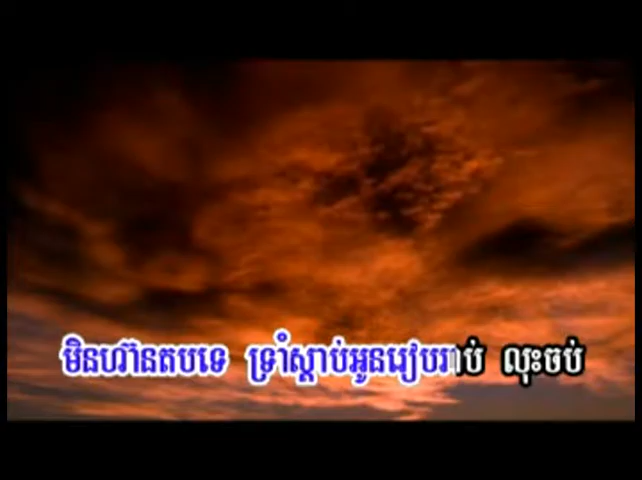 មិនហ៊ានតបទេ ទ្រាំស្ដាប់អូនរៀបរាប់ លុះចប់